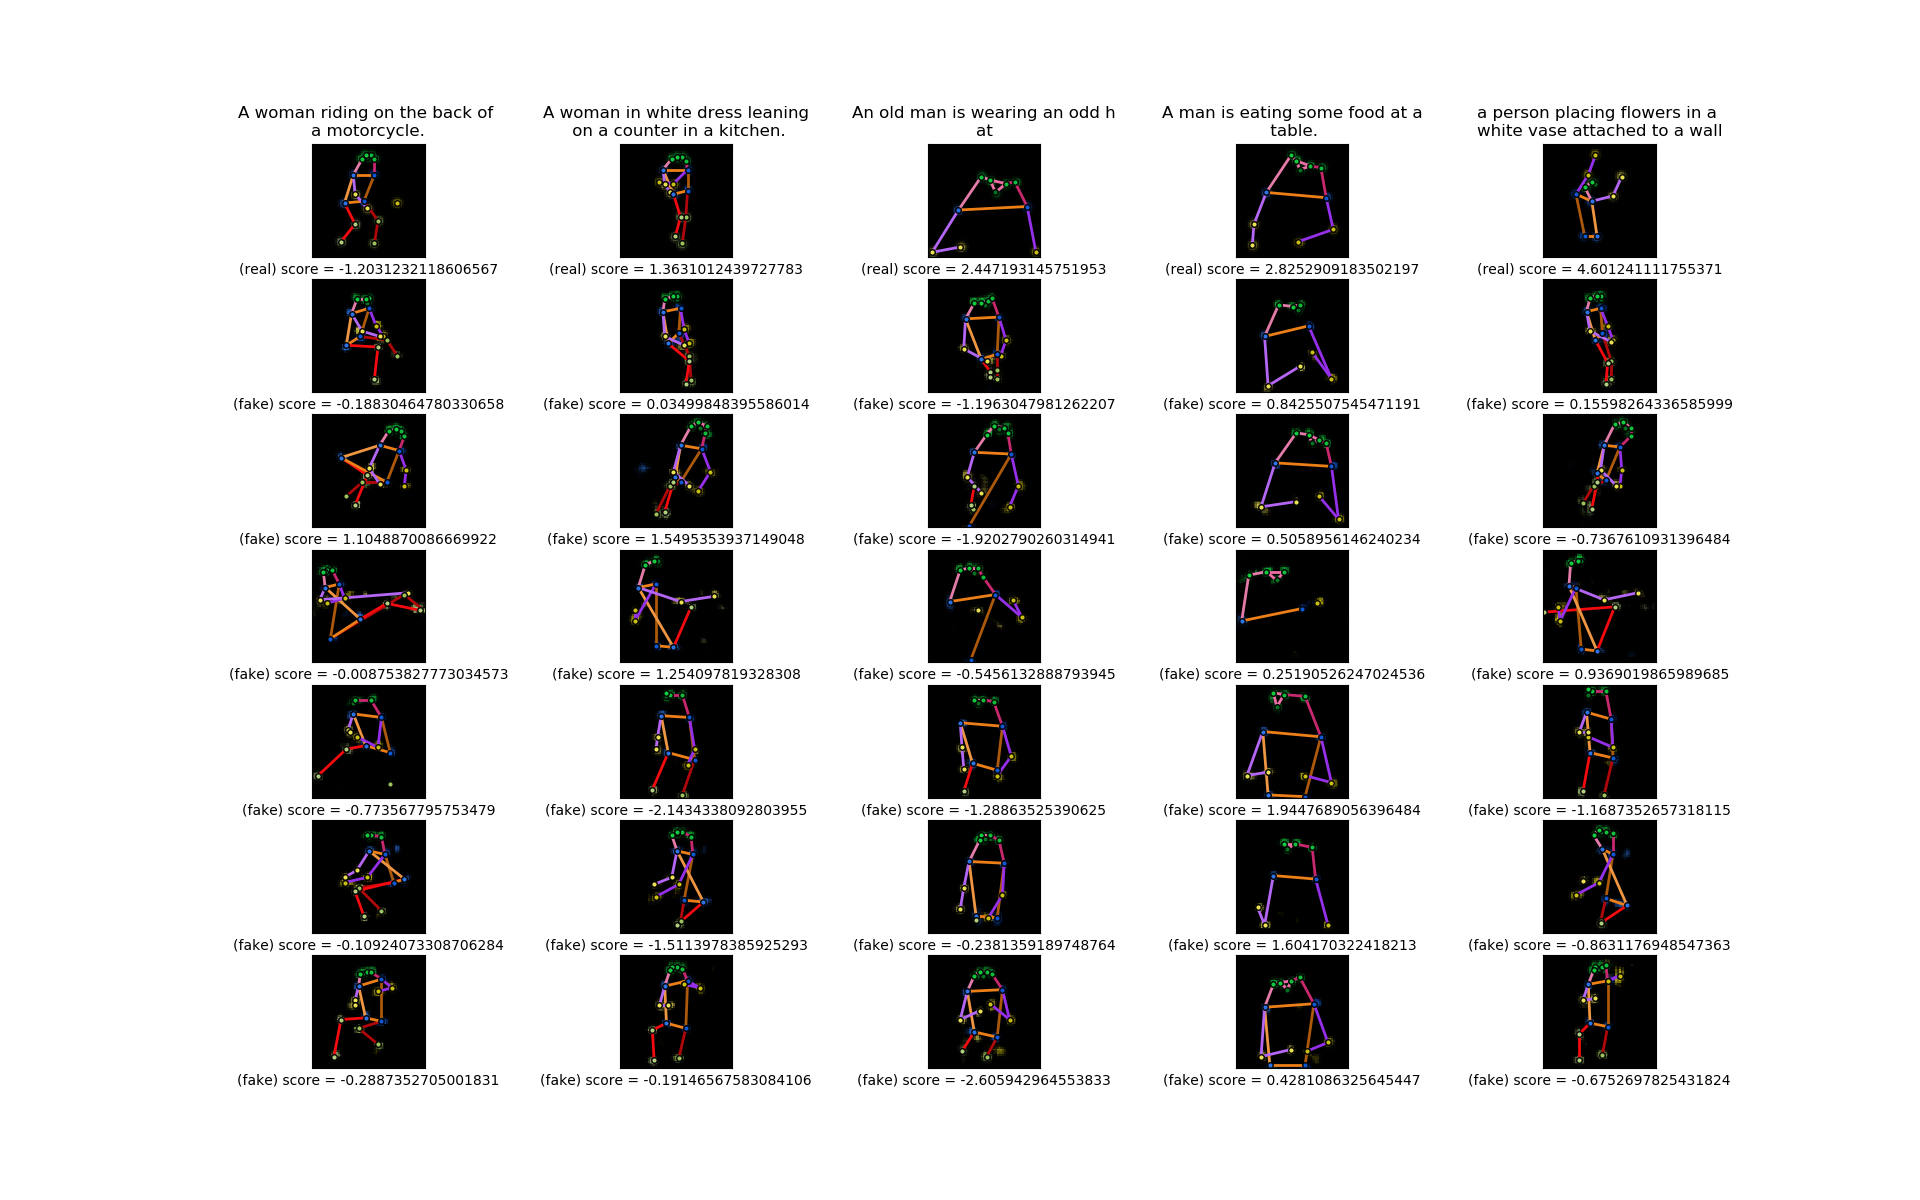 A woman riding on the back of
a motorcycle.
A woman in white dress leaning
on a counter in a kitchen.
An old man is wearing an odd h
at
A man is eating some food at a
table.
a person placing flowers in a
white vase attached to a wall
(real) score = -1.2031232118606567
(real) score = 1.3631012439727783
(real) score = 2.447193145751953
(real) score = 2.8252909183502197
(real) score = 4.601241111755371
(fake) score = -0.18830464780330658
(fake) score = 0.03499848395586014
(fake) score = -1.1963047981262207
(fake) score = 0.8425507545471191
(fake) score = 0.15598264336585999
(fake) score = 1.1048870086669922
(fake) score = 1.5495353937149048
(fake) score = -1.9202790260314941
(fake) score = 0.5058956146240234
(fake) score = -0.7367610931396484
(fake) score = -0.008753827773034573
(fake) score = 1.254097819328308
(fake) score = -0.5456132888793945
(fake) score = 0.25190526247024536
(fake) score = 0.9369019865989685
(fake) score = -0.773567795753479
(fake) score = -2.1434338092803955
(fake) score = -1.28863525390625
(fake) score = 1.9447689056396484
(fake) score = -1.1687352657318115
(fake) score = -0.10924073308706284
(fake) score = -1.5113978385925293
(fake) score = -0.2381359189748764
(fake) score = 1.604170322418213
(fake) score = -0.8631176948547363
(fake) score = -0.2887352705001831
(fake) score = -0.19146567583084106
(fake) score = -2.605942964553833
(fake) score = 0.4281086325645447
(fake) score = -0.6752697825431824